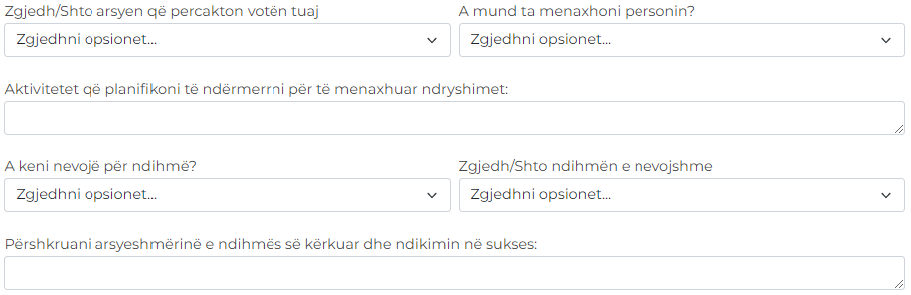 Zgjedh/Shto arsyen që percakton votën tuaj
A mund ta menaxhoni personin?
Zgjedhni opsionet...
Zgjedhni opsionet...
Aktivitetet që planifikoni të ndërmerrni për të menaxhuar ndryshimet:
A keni nevojë për ndihmë?
Zgjedh/Shto ndihmën e nevojshme
Zgjedhni opsionet...
Zgjedhni opsionet...
Përshkruani arsyeshmërinë e ndihmës së kërkuar dhe ndikimin në sukses: